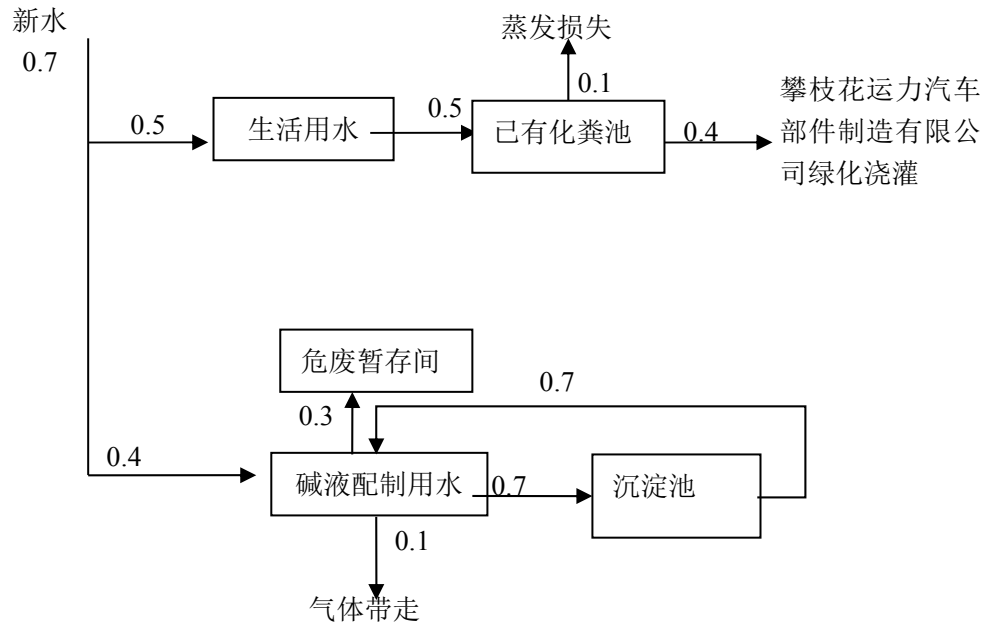 新水
0.7
蒸发损失
0.1
0.5
生活用水
0.5
已有化粪池
0.4
攀枝花运力汽车
部件制造有限公
司绿化浇灌
危废暂存间
0.7
0.3
0.4
碱液配制用水
0.7
沉淀池
0.1
气体带走